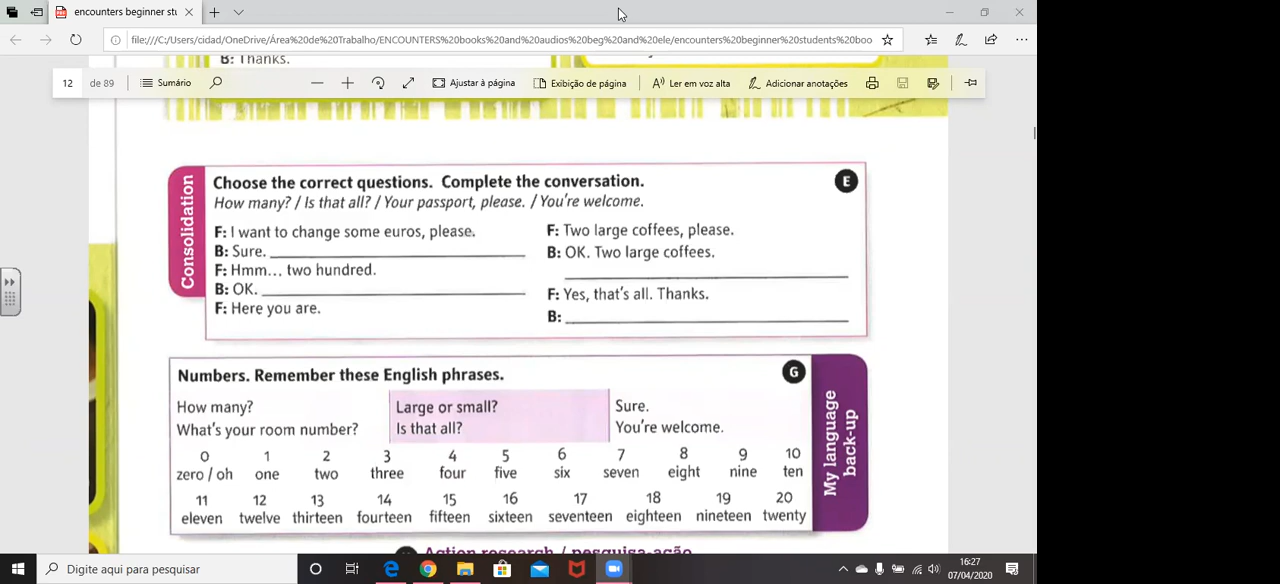 encounters beginner stu
file:///C:/Users/cidad/OneDrive/Área%20de%20Trabalho/ENCOUNTERS%20books%20and%20audios%20beg%20and%20ele/encounters%20beginner%20students%20boo
B: Thanks.
12 de 89 Sumário Ajustar à página Exibição de página Ler em voz alta Adicionar anotações
Consolidation
Choose the correct questions. Complete the conversation. E
How many? / Is that all? / Your passport, please. / You're welcome.
F: I want to change some euros, please.
B: Sure.
F: Hmm... two hundred.
B: OK.
F: Here you are.
F: Two large coffees, please.
B: OK. Two large coffees.
F: Yes, that's all. Thanks.
B:
Numbers. Remember these English phrases. G
How many? Large or small? Sure.
What's your room number? Is that all? You're welcome.
0 1 2 3 4 5 6 7 8 9 10
zero / oh one two three four five six seven eight nine ten
11 12 13 14 15 16 17 18 19 20
eleven twelve thirteen fourteen fifteen sixteen seventeen eighteen nineteen twenty
My language
back-up
Action research / pesquisa-ação
Digite aqui para pesquisar
16:27
07/04/2020